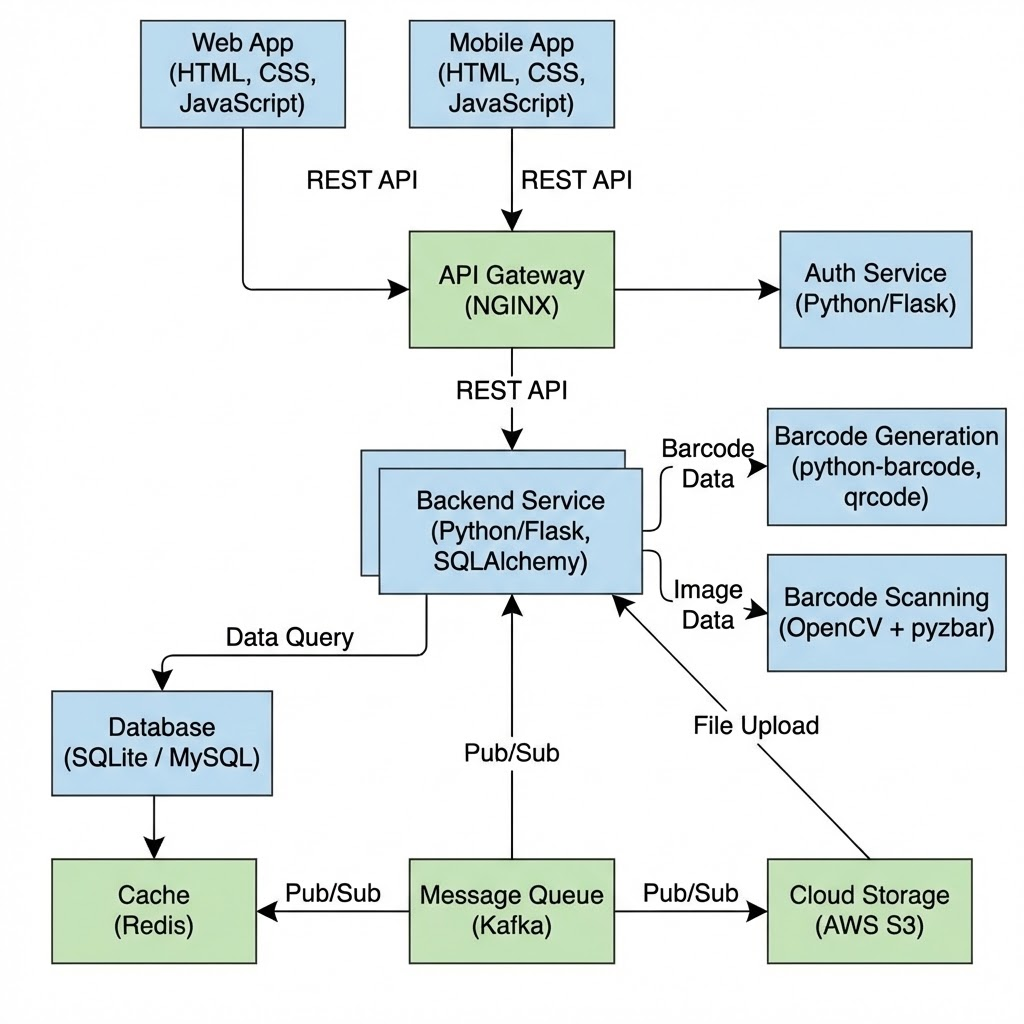 Web App
(HTML, CSS,
JavaScript)
Mobile App
(HTML, CSS,
JavaScript)
REST API
REST API
API Gateway
(NGINX)
Auth Service
(Python/Flask)
REST API
Backend Service
(Python/Flask,
SQLAlchemy)
Barcode
Data
Barcode Generation
(python-barcode,
qrcode)
Image
Data
Barcode Scanning
(OpenCV + pyzbar)
Data Query
Database
(SQLite / MySQL)
Pub/Sub
File Upload
Cache
(Redis)
Pub/Sub
Message Queue
(Kafka)
Pub/Sub
Cloud Storage
(AWS S3)